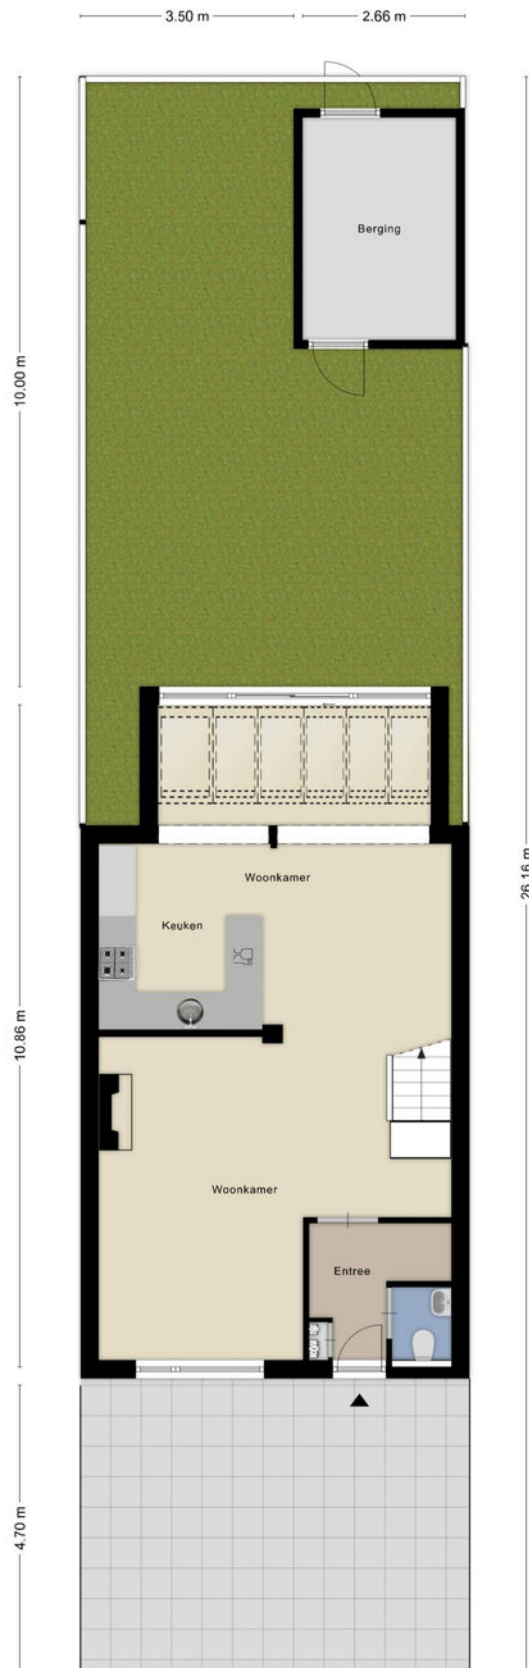 3.50 m
2.66 m
Berging
10.00 m
Woonkamer
26.16 m
Keuken
10.86 m
Woonkamer
Entree
4.70 m